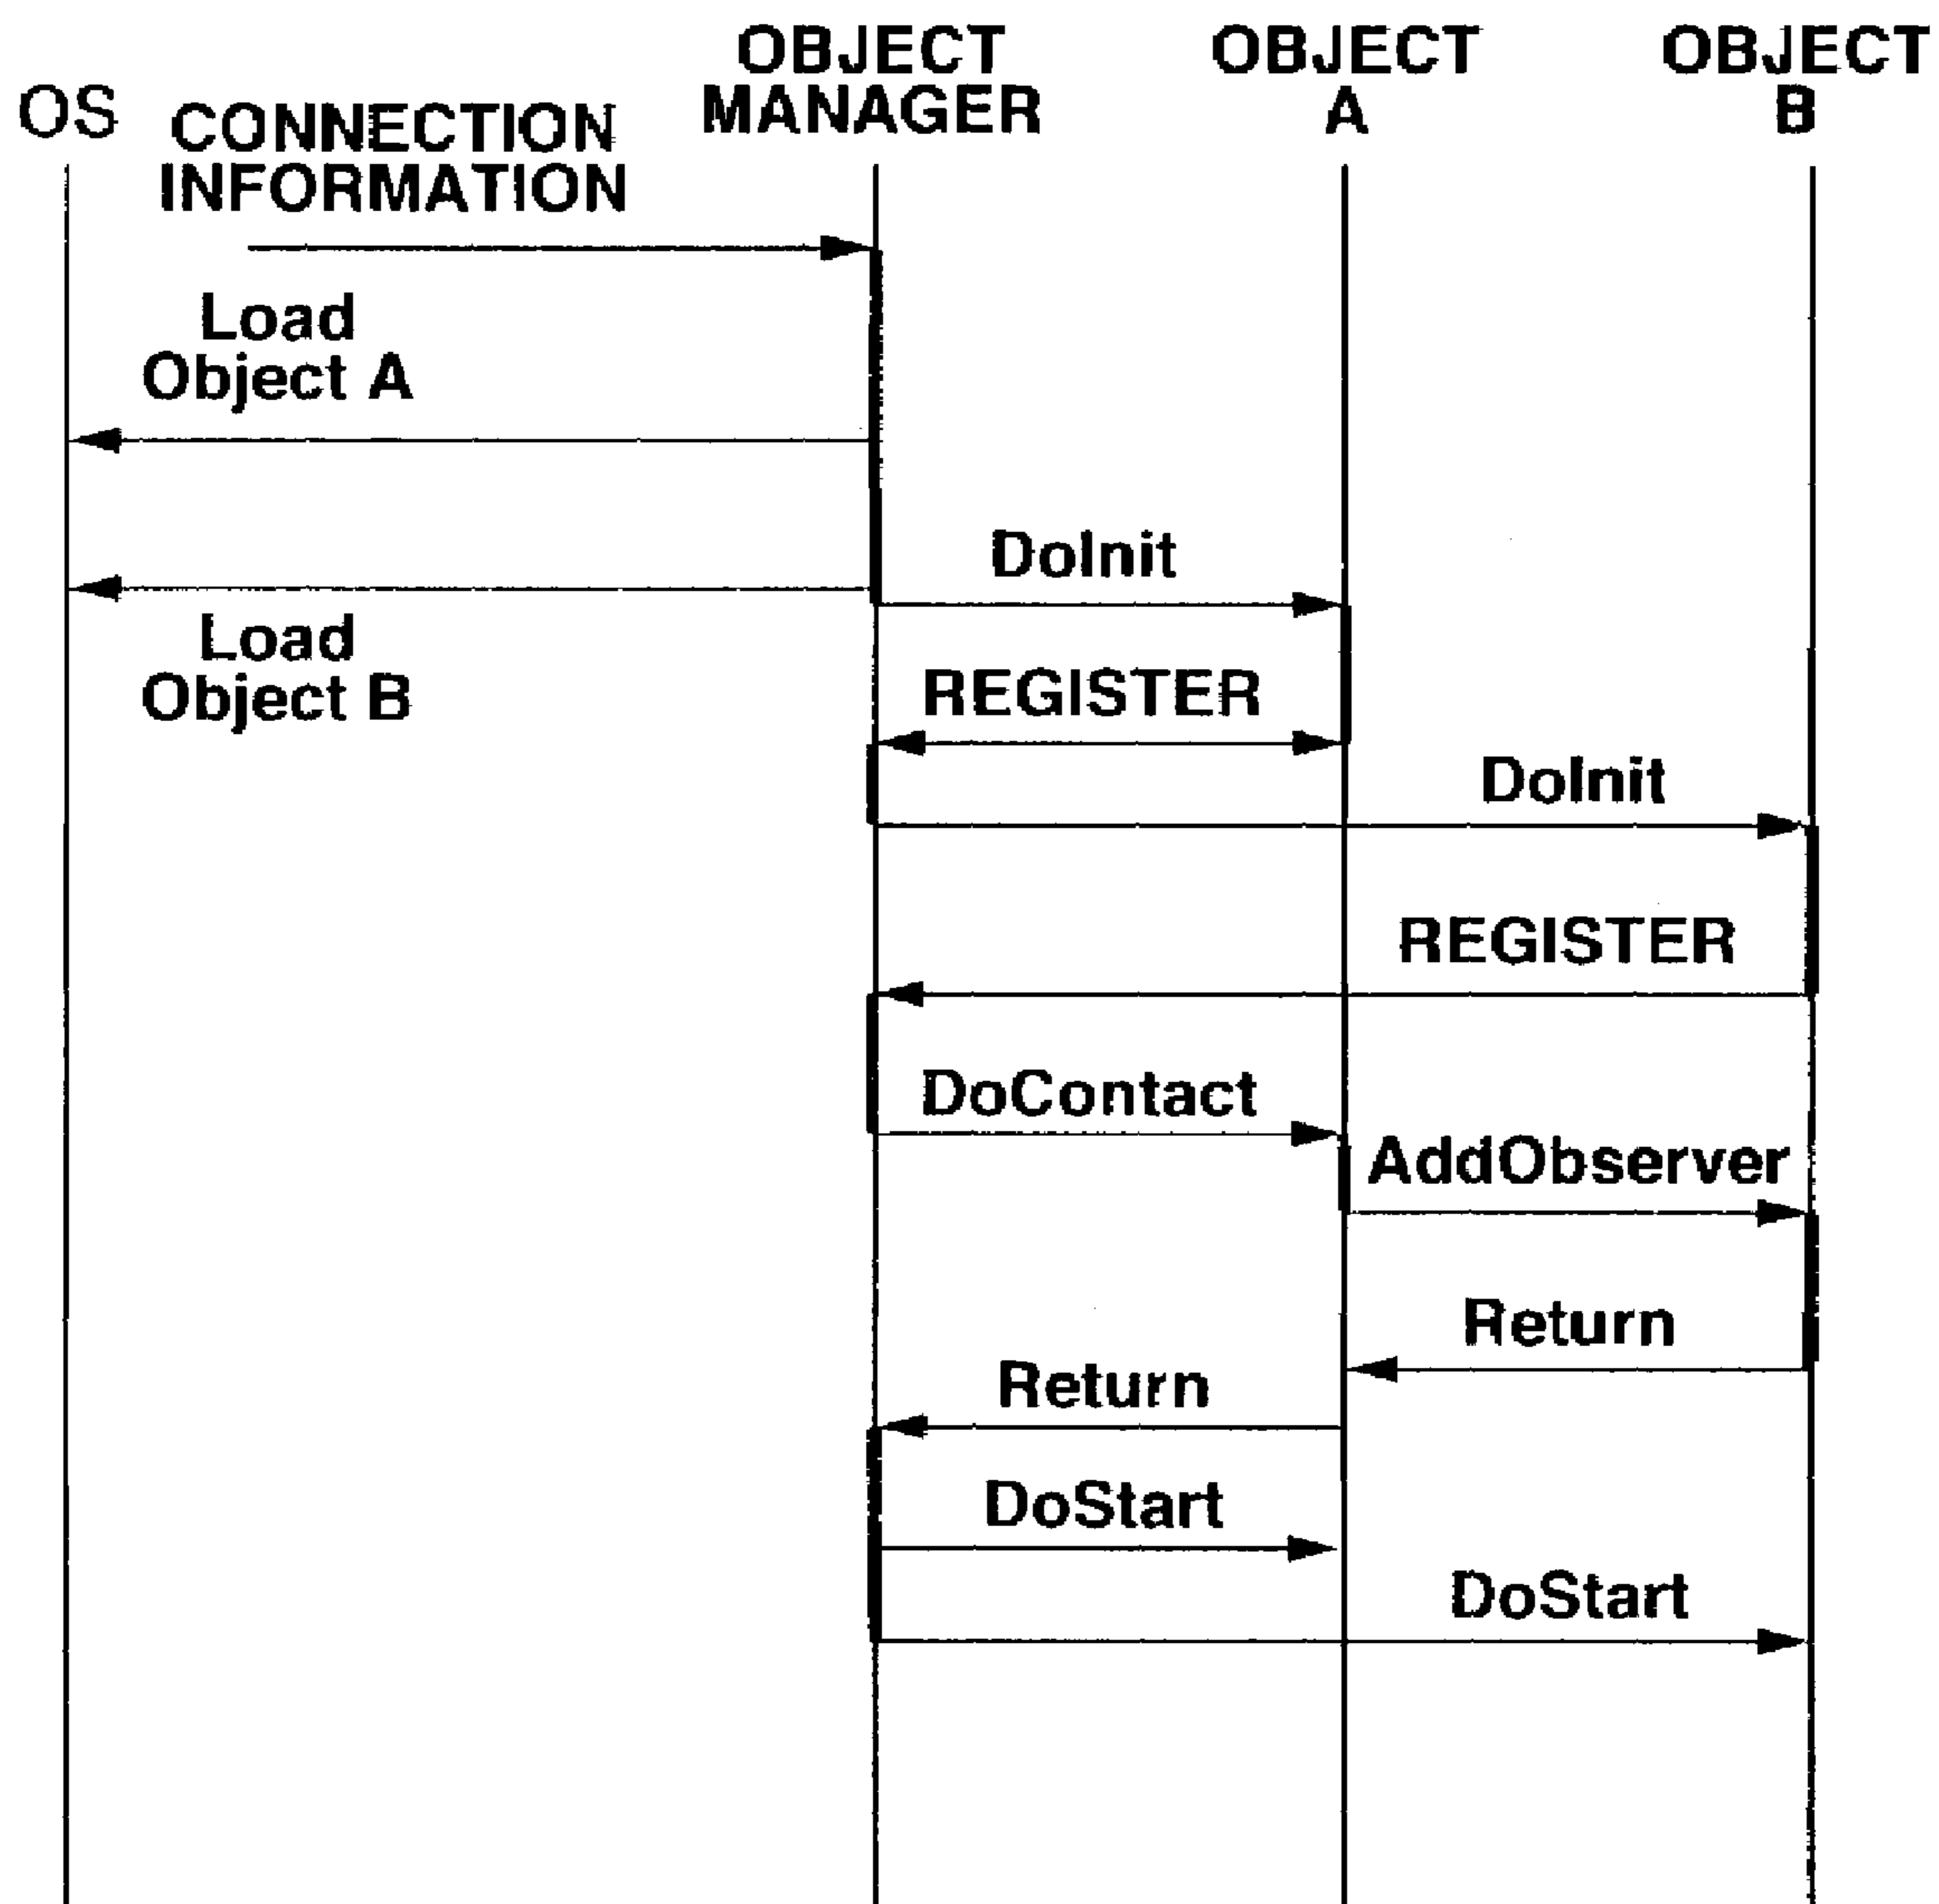 OS
CONNECTION
INFORMATION
OBJECT
MANAGER
OBJECT
A
OBJECT
B
Load
Object A
DoInit
Load
Object B
REGISTER
DoInit
REGISTER
DoContact
AddObserver
Return
Return
DoStart
DoStart